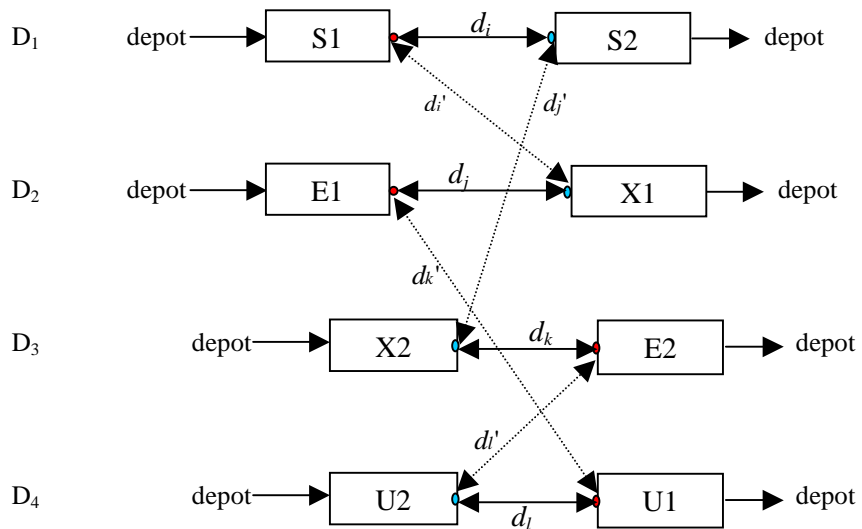 D₁ depot S1 dᵢ S2 depot
dᵢ' dⱼ'
D₂ depot E1 dⱼ X1 depot
dₖ'
D₃ depot X2 dₖ E2 depot
dₗ'
D₄ depot U2 dₗ U1 depot